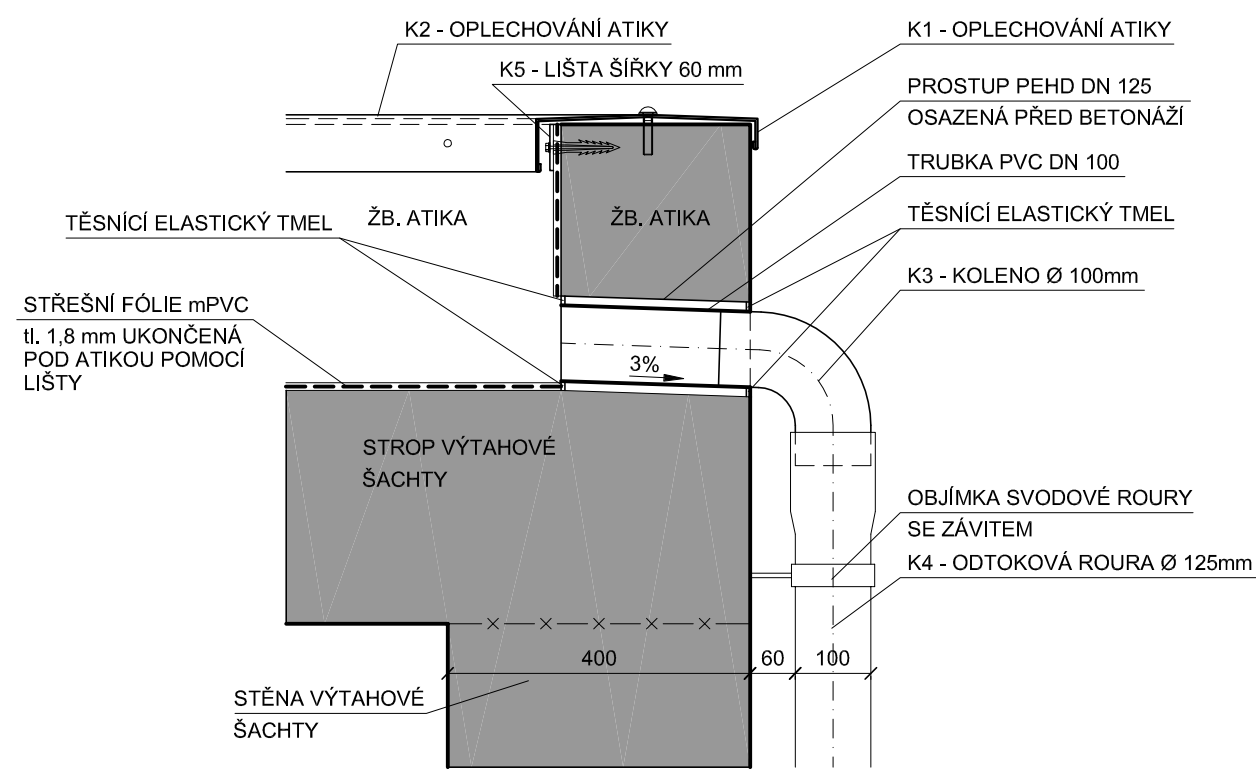 K2 - OPLECHOVÁNÍ ATIKY
K1 - OPLECHOVÁNÍ ATIKY
K5 - LIŠTA ŠÍŘKY 60 mm
PROSTUP PEHD DN 125
OSAZENÁ PŘED BETONÁŽÍ
TRUBKA PVC DN 100
TĚSNÍCÍ ELASTICKÝ TMEL
ŽB. ATIKA
ŽB. ATIKA
TĚSNÍCÍ ELASTICKÝ TMEL
K3 - KOLENO Ø 100mm
STŘEŠNÍ FÓLIE mPVC
tl. 1,8 mm UKONČENÁ
POD ATIKOU POMOCÍ
LIŠTY
3%
STROP VÝTAHOVÉ
ŠACHTY
OBJÍMKA SVODOVÉ ROURY
SE ZÁVITEM
K4 - ODTOKOVÁ ROURA Ø 125mm
400
60
100
STĚNA VÝTAHOVÉ
ŠACHTY